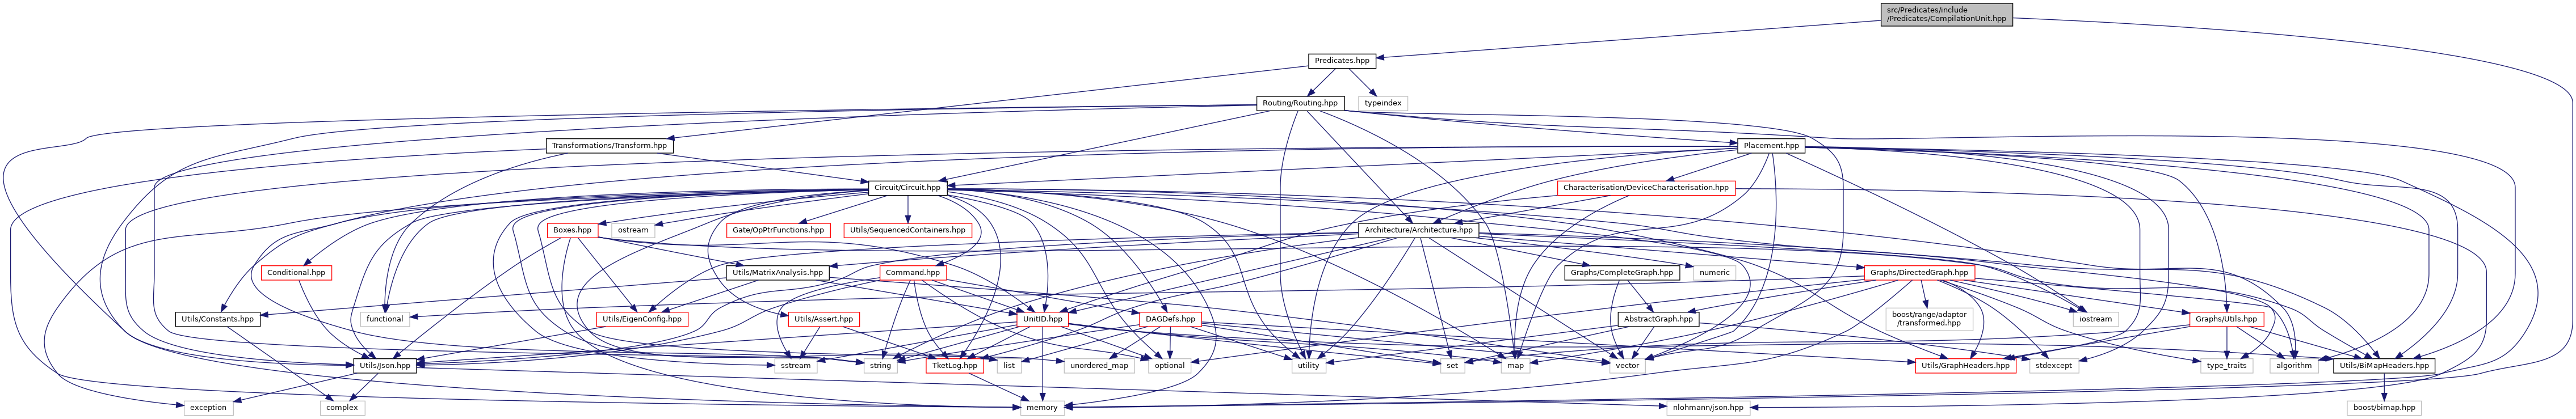 src/Predicates/include
/Predicates/CompilationUnit.hpp
Predicates.hpp
Routing/Routing.hpp
typeindex
Transformations/Transform.hpp
Placement.hpp
Circuit/Circuit.hpp
Characterisation/DeviceCharacterisation.hpp
Boxes.hpp
ostream
Gate/OpPtrFunctions.hpp
Utils/SequencedContainers.hpp
Architecture/Architecture.hpp
Conditional.hpp
Utils/MatrixAnalysis.hpp
Command.hpp
Graphs/CompleteGraph.hpp
numeric
Graphs/DirectedGraph.hpp
Utils/Constants.hpp
functional
Utils/EigenConfig.hpp
Utils/Assert.hpp
UnitID.hpp
DAGDefs.hpp
AbstractGraph.hpp
boost/range/adaptor
/transformed.hpp
iostream
Graphs/Utils.hpp
Utils/Json.hpp
sstream
string
TketLog.hpp
list
unordered_map
optional
utility
set
map
vector
Utils/GraphHeaders.hpp
stdexcept
type_traits
algorithm
Utils/BiMapHeaders.hpp
exception
complex
memory
nlohmann/json.hpp
boost/bimap.hpp